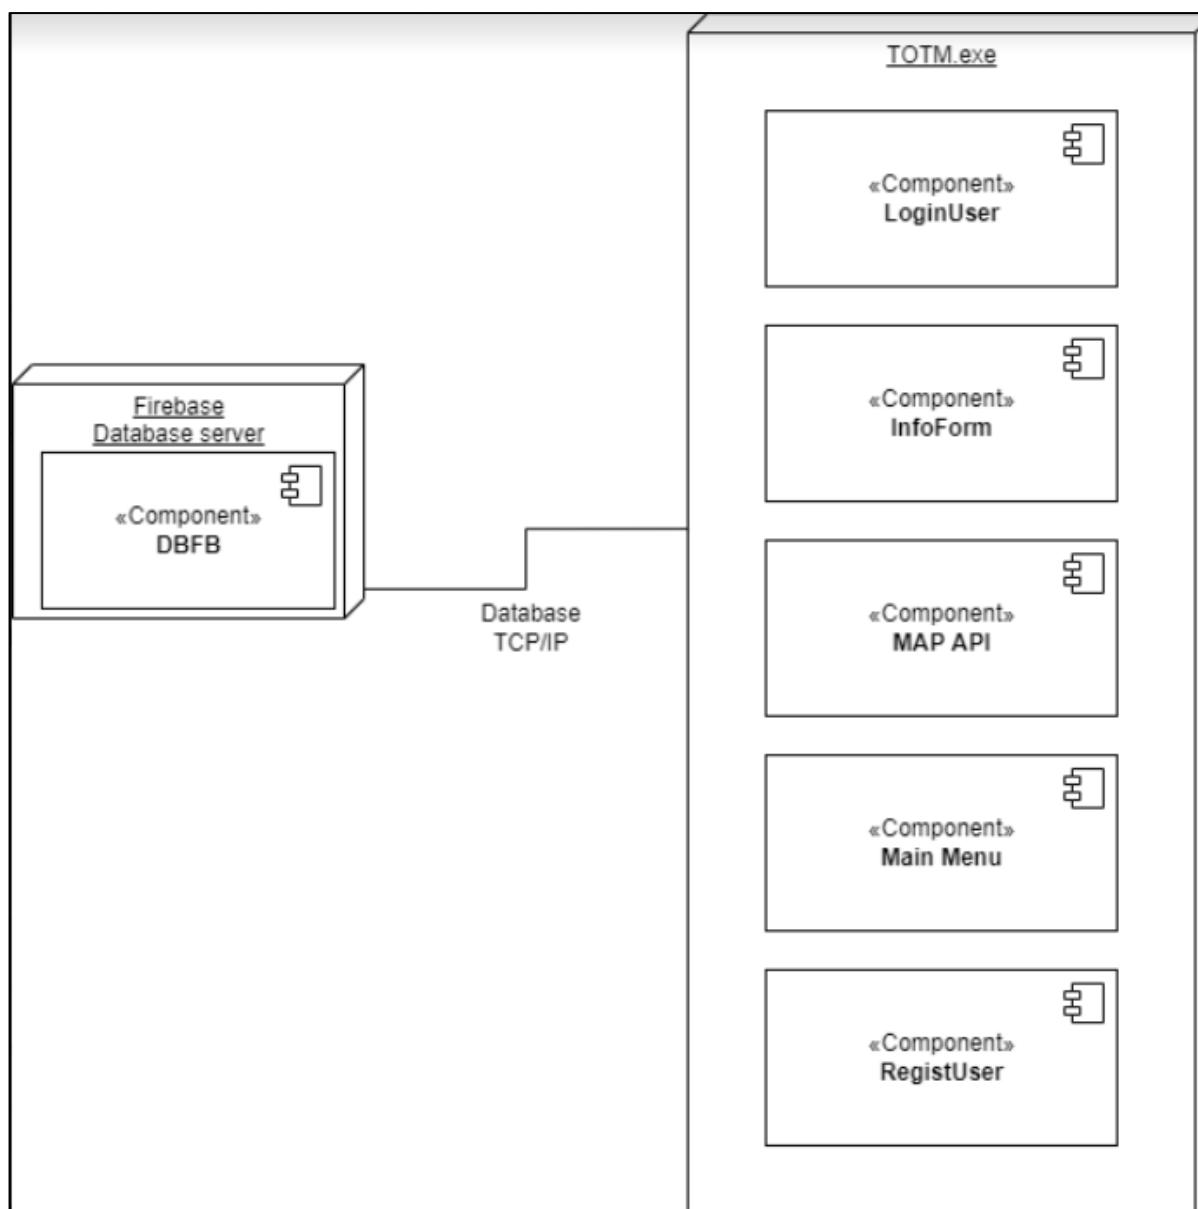 TOTM.exe
«Component»
LoginUser
«Component»
InfoForm
Firebase
Database server
«Component»
DBFB
Database
TCP/IP
«Component»
MAP API
«Component»
Main Menu
«Component»
RegistUser